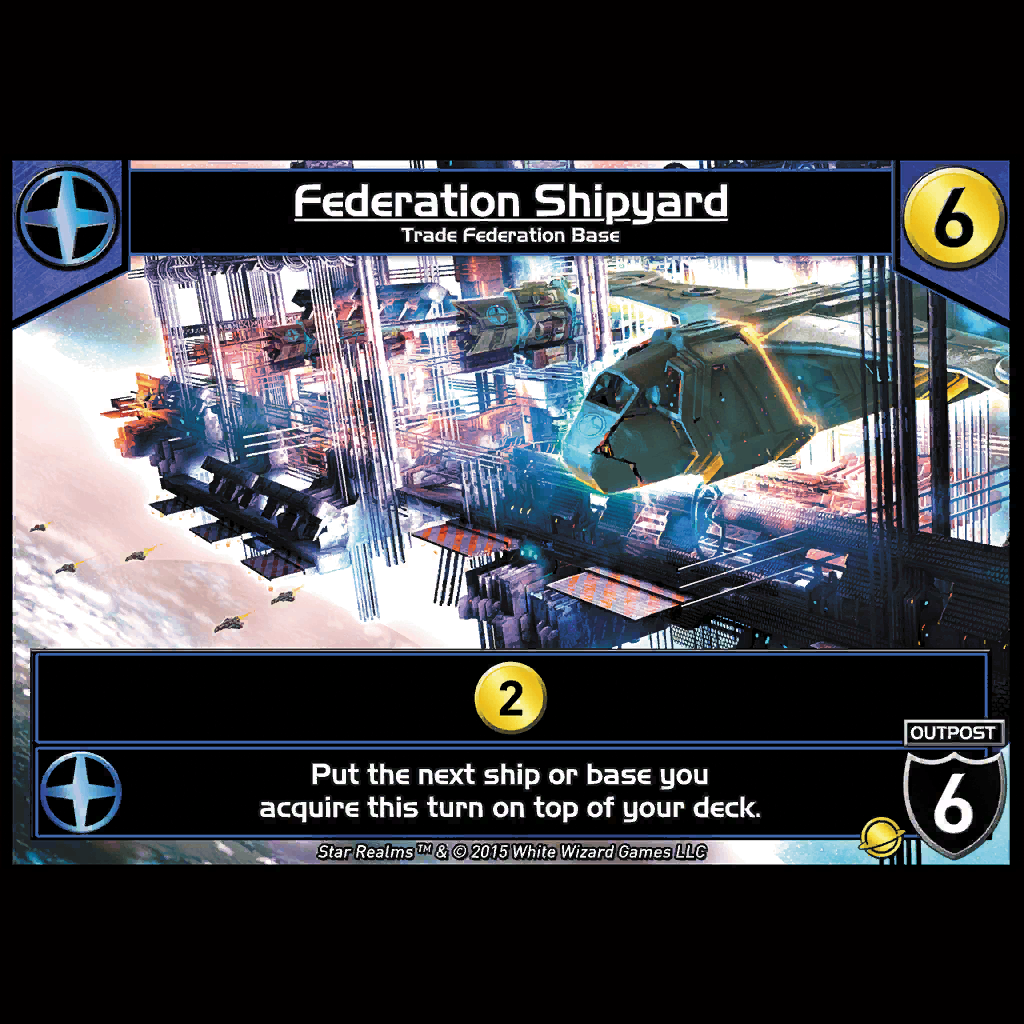 Federation Shipyard
Trade Federation Base
6
2
OUTPOST
6
Put the next ship or base you
acquire this turn on top of your deck.
Star Realms™ & © 2015 White Wizard Games LLC